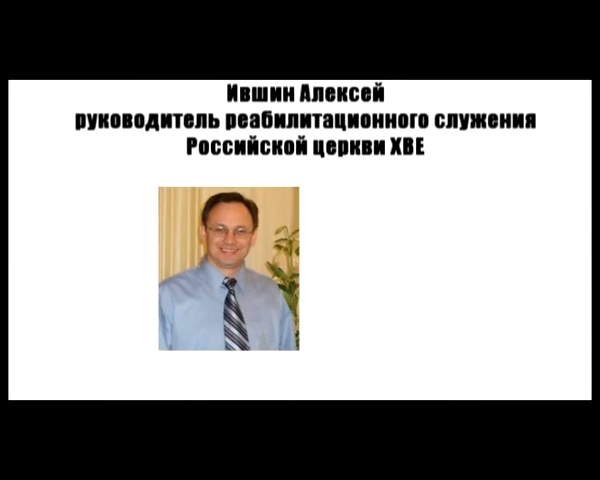 Ившин Алексей
руководитель реабилитационного служения
Российской церкви ХВЕ